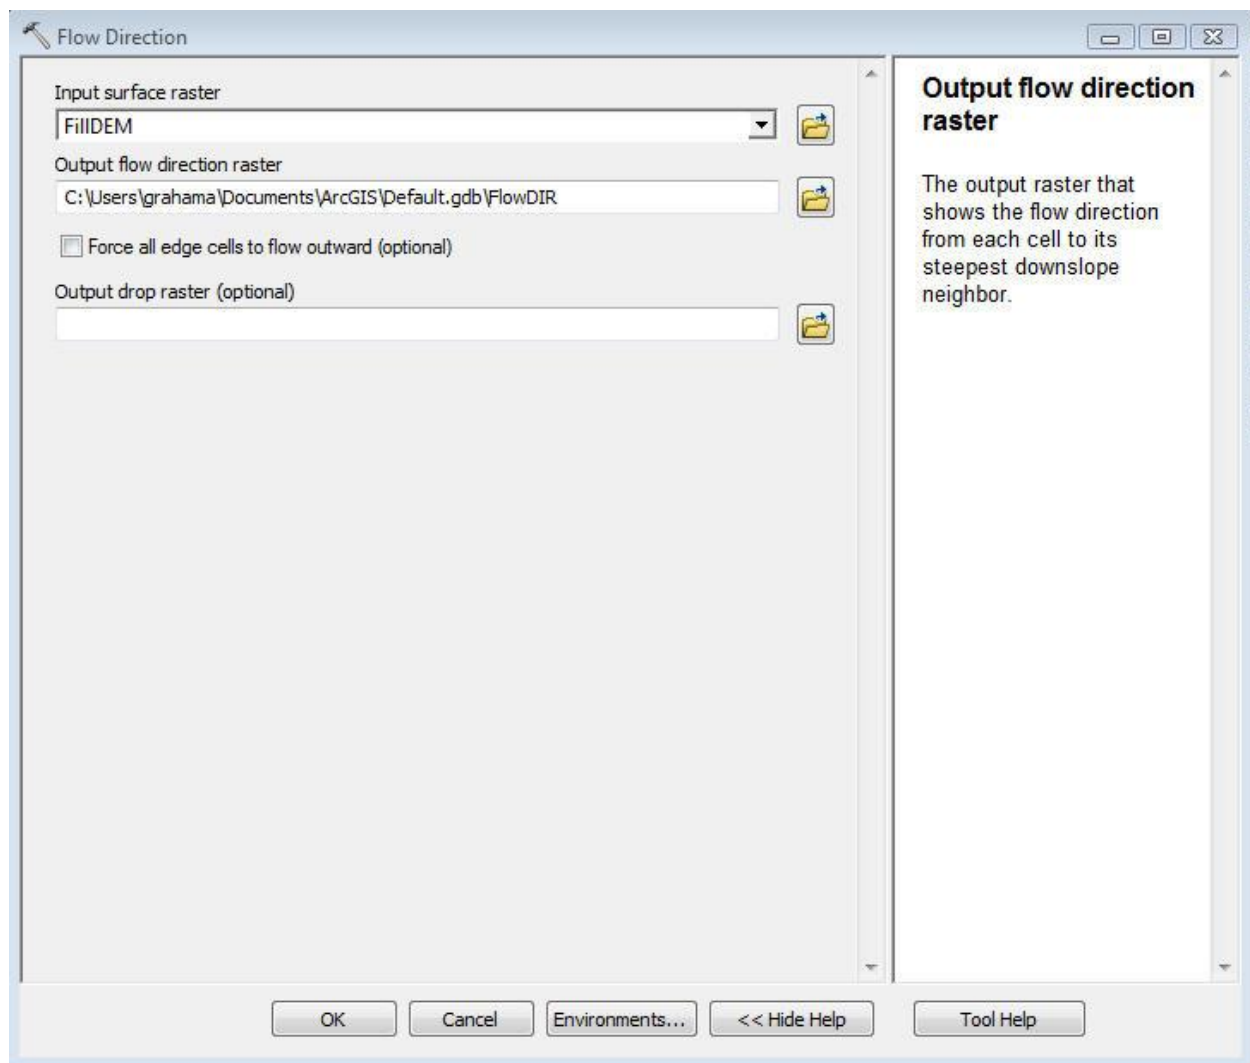 Flow Direction
Input surface raster
FillDEM
Output flow direction raster
C:\Users\grahama\Documents\ArcGIS\Default.gdb\FlowDIR
Force all edge cells to flow outward (optional)
Output drop raster (optional)
Output flow direction
raster
The output raster that
shows the flow direction
from each cell to its
steepest downslope
neighbor.
OK
Cancel
Environments...
<< Hide Help
Tool Help